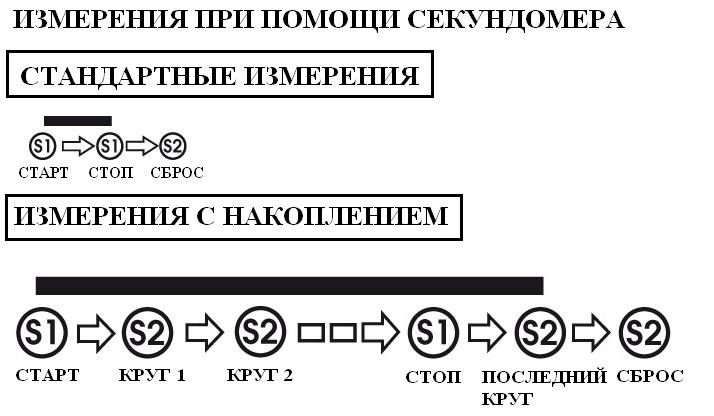 ИЗМЕРЕНИЯ ПРИ ПОМОЩИ СЕКУНДОМЕРА
СТАНДАРТНЫЕ ИЗМЕРЕНИЯ
S1 S1 S2
СТАРТ СТОП СБРОС
ИЗМЕРЕНИЯ С НАКОПЛЕНИЕМ
S1 S2 S2 S1 S2 S2
СТАРТ КРУГ 1 КРУГ 2 СТОП ПОСЛЕДНИЙ СБРОС
КРУГ